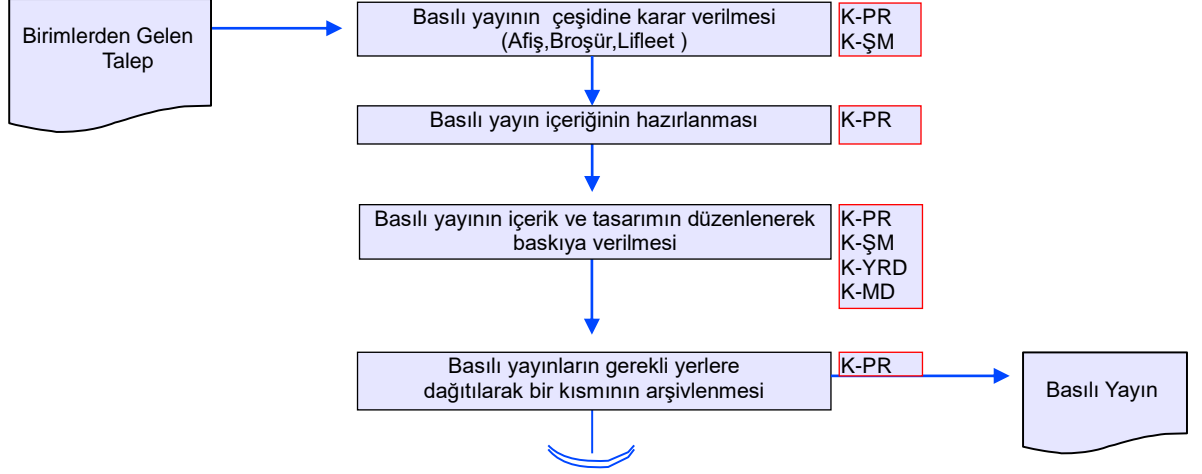 Birimlerden Gelen
Talep
Basılı yayının çeşidine karar verilmesi
(Afiş,Broşür,Lifleet )
K-PR
K-ŞM
Basılı yayın içeriğinin hazırlanması
K-PR
Basılı yayının içerik ve tasarımın düzenlenerek
baskıya verilmesi
K-PR
K-ŞM
K-YRD
K-MD
Basılı yayınların gerekli yerlere
dağıtılarak bir kısmının arşivlenmesi
K-PR
Basılı Yayın